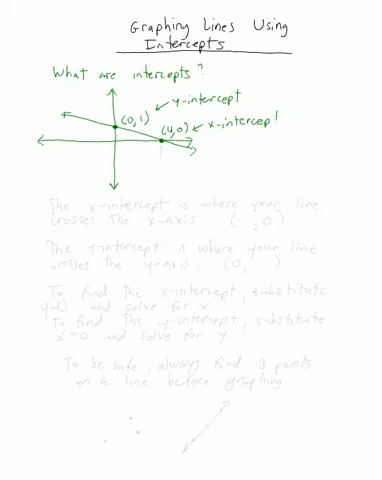 Graphing Lines Using
Intercepts
What are intercepts?
y-intercept
(0,1)
(4,0)
x-intercept
The x-intercept is where your line
crosses the x-axis ( ,0)
The y-intercept is where your line
crosses the y-axis. (0, )
To find the x-intercept, substitute
y=0 and solve for x.
To find the y-intercept, substitute
x=0 and solve for y.
To be safe, always find 3 points
on a line before graphing